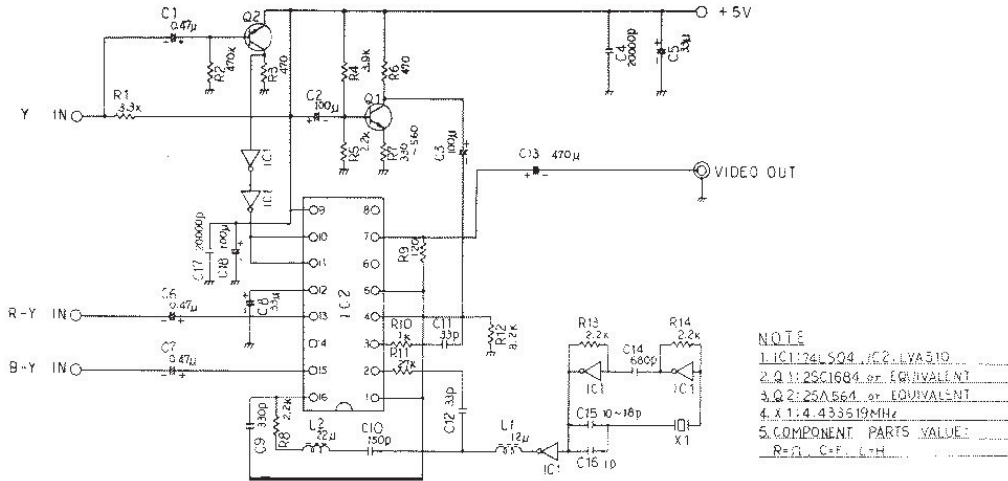 C1
0.47μ
Q2
+5V
R2
470K
R3
470
R4
3.9K
R6
470
C4
20000p
C5
33μ
R1
3.3K
Y IN
C2
100μ
Q1
R5
2.2K
R7
330
~560
C3
100μ
IC1
IC1
C13 470μ
VIDEO OUT
C17 20000p
C18 100μ
9
10
11
12
13
14
15
16
8
7
6
5
4
3
2
1
IC2
R9
120
C6
0.47μ
R-Y IN
C8
33μ
C7
0.47μ
B-Y IN
R10
1K
C11
33p
R11
R12
8.2K
R13
2.2K
R14
2.2K
C14
680p
IC1
IC1
C15 10~18p
X1
C16 1p
C9 330p
R8
2.2K
L2
22μ
C10
150p
C12 33p
L1
12μ
IC1
NOTE
1. IC1:74LS04, IC2:LVA510
2. Q1:2SC1684 or EQUIVALENT
3. Q2:2SA564 or EQUIVALENT
4. X1:4.433619MHz
5. COMPONENT PARTS VALUE:
R=Ω, C=F, L=H